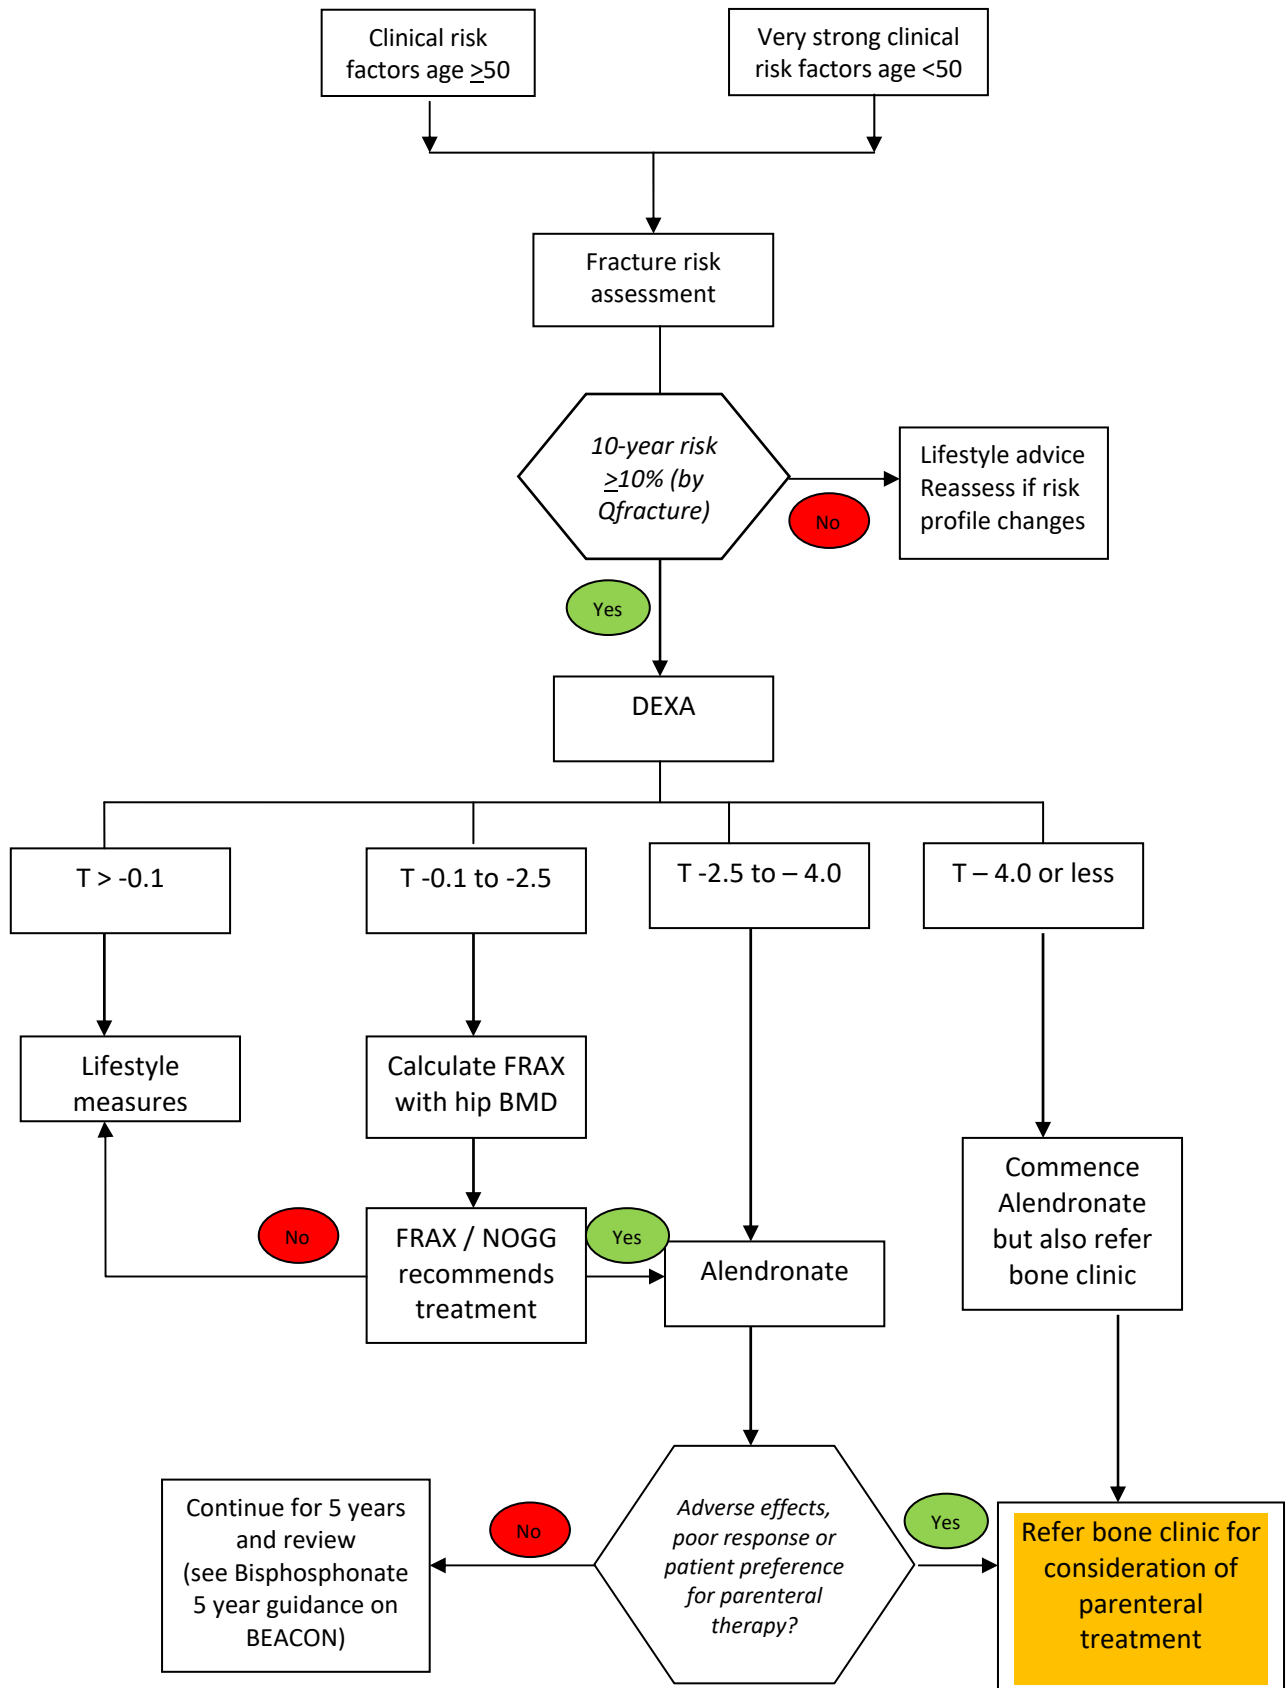 Clinical risk
factors age ≥50
Very strong clinical
risk factors age <50
Fracture risk
assessment
10-year risk
≥10% (by
Qfracture)
No
Lifestyle advice
Reassess if risk
profile changes
Yes
DEXA
T > -0.1
T -0.1 to -2.5
T -2.5 to – 4.0
T – 4.0 or less
Lifestyle
measures
Calculate FRAX
with hip BMD
Commence
Alendronate
but also refer
bone clinic
No
FRAX / NOGG
recommends
treatment
Yes
Alendronate
Continue for 5 years
and review
(see Bisphosphonate
5 year guidance on
BEACON)
No
Adverse effects,
poor response or
patient preference
for parenteral
therapy?
Yes
Refer bone clinic for
consideration of
parenteral
treatment